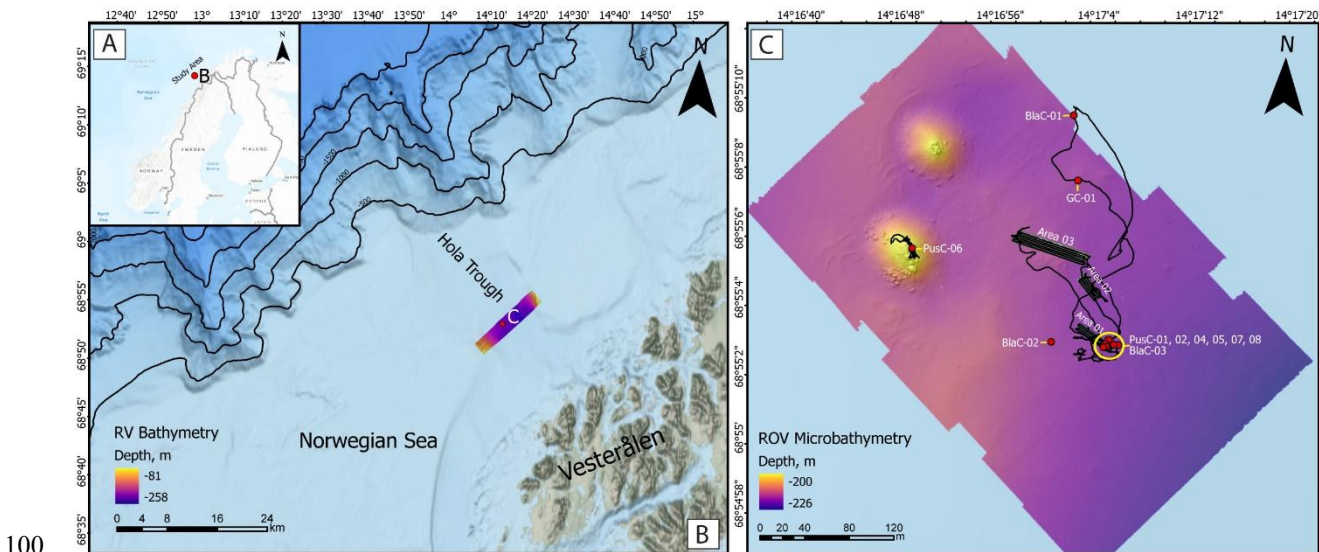 12°40' 12°50' 13° 13°10' 13°20' 13°30' 13°40' 13°50' 14° 14°10' 14°20' 14°30' 14°40' 14°50' 15°
A
N
Study Area
B
Norwegian Sea
SWEDEN
FINLAND
NORWAY
North Sea
ESTONIA
69°15'
69°10'
69°5'
69°
68°55'
68°50'
68°45'
68°40'
68°35'
N
-1500
-1000
-500
Hola Trough
C
RV Bathymetry
Depth, m
-81
-258
0 4 8 12 16 24
km
Norwegian Sea
Vesterålen
B
14°16'40" 14°16'48" 14°16'56" 14°17'4" 14°17'12" 14°17'20"
C
N
68°55'10"
68°55'8"
68°55'6"
68°55'4"
68°55'2"
68°55'
68°54'58"
BlaC-01
GC-01
PusC-06
Area 03
Area 02
Area 01
BlaC-02
PusC-01, 02, 04, 05, 07, 08
BlaC-03
ROV Microbathymetry
Depth, m
-200
-226
0 20 40 80 120
m
100